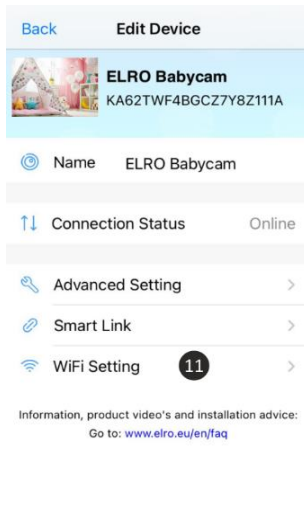 Back Edit Device
ELRO Babycam
KA62TWF4BGCZ7Y8Z111A
Name ELRO Babycam
Connection Status Online
Advanced Setting
Smart Link
WiFi Setting 11
Information, product video's and installation advice:
Go to: www.elro.eu/en/faq